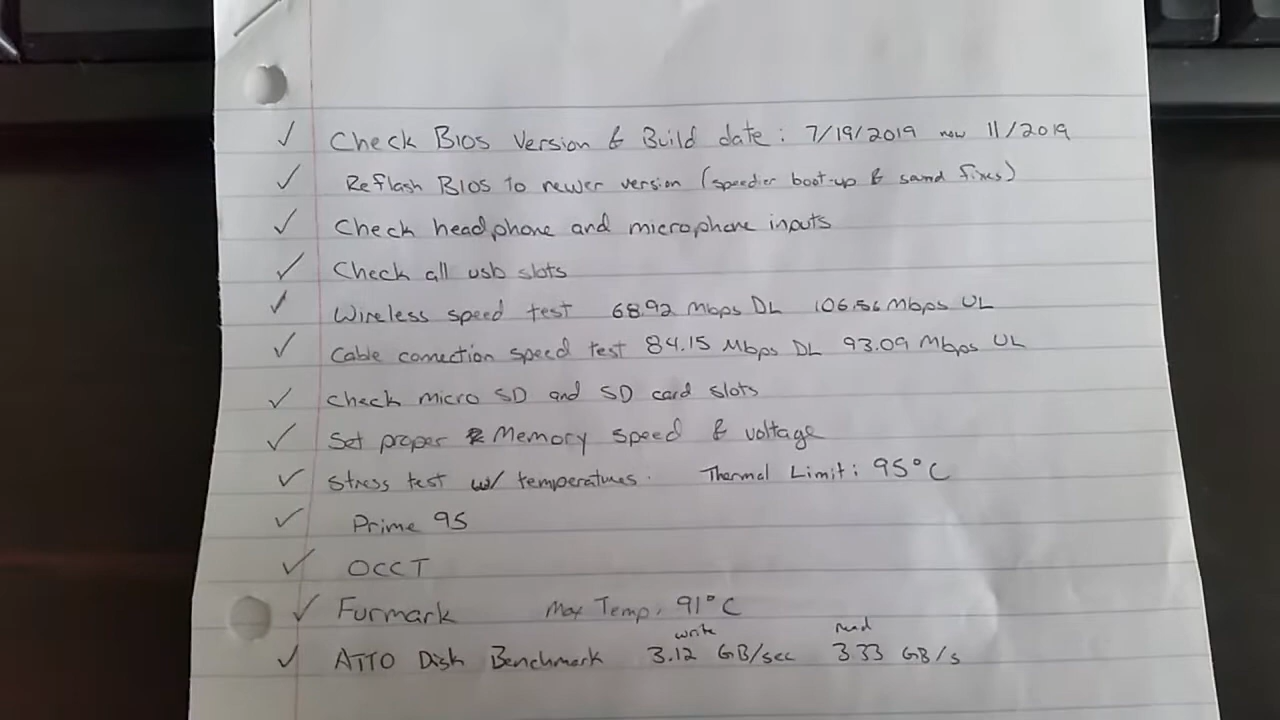 ✓ Check BIOS Version & Build date: 7/19/2019 now 11/2019
✓ Reflash BIOS to newer version (speedier boot-up & sound fixes)
✓ Check headphone and microphone inputs
✓ Check all usb slots
✓ Wireless speed test 68.92 Mbps DL 106.56 Mbps UL
✓ Cable connection speed test 84.15 Mbps DL 93.09 Mbps UL
✓ Check micro SD and SD card slots
✓ Set proper Memory speed & voltage
✓ Stress test w/ temperatures. Thermal Limit: 95°C
✓ Prime 95
✓ OCCT
✓ Furmark Max Temp. 91°C
write read
✓ ATTO Disk Benchmark 3.12 GB/sec 3.33 GB/s